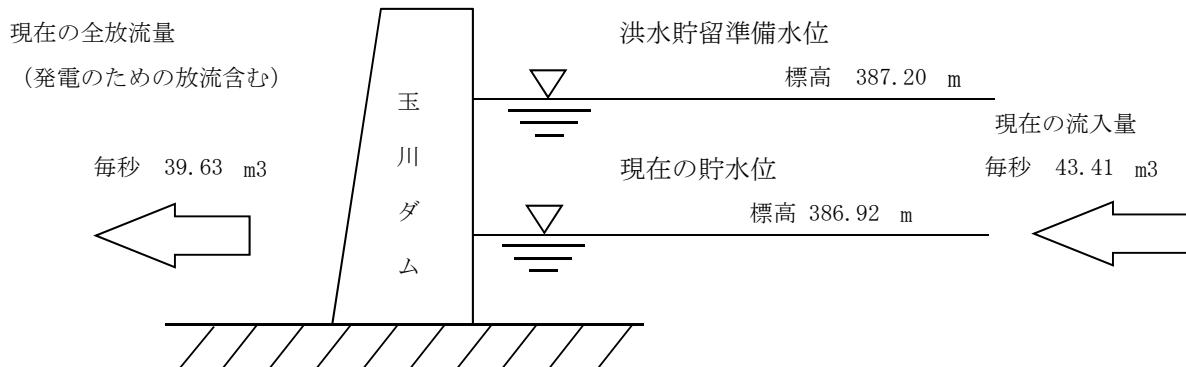 現在の全放流量
（発電のための放流含む）
毎秒　39.63　m3
玉川ダム
洪水貯留準備水位
標高　387.20　m
現在の貯水位
標高 386.92　m
現在の流入量
毎秒　43.41　m3